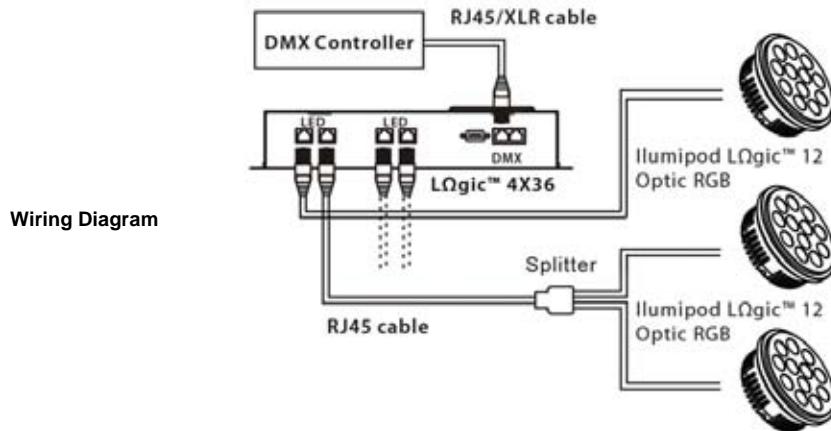 RJ45/XLR cable
DMX Controller
LED
LED
DMX
LΩgic™ 4X36
Ilumipod LΩgic™ 12
Optic RGB
Wiring Diagram
Splitter
RJ45 cable
Ilumipod LΩgic™ 12
Optic RGB